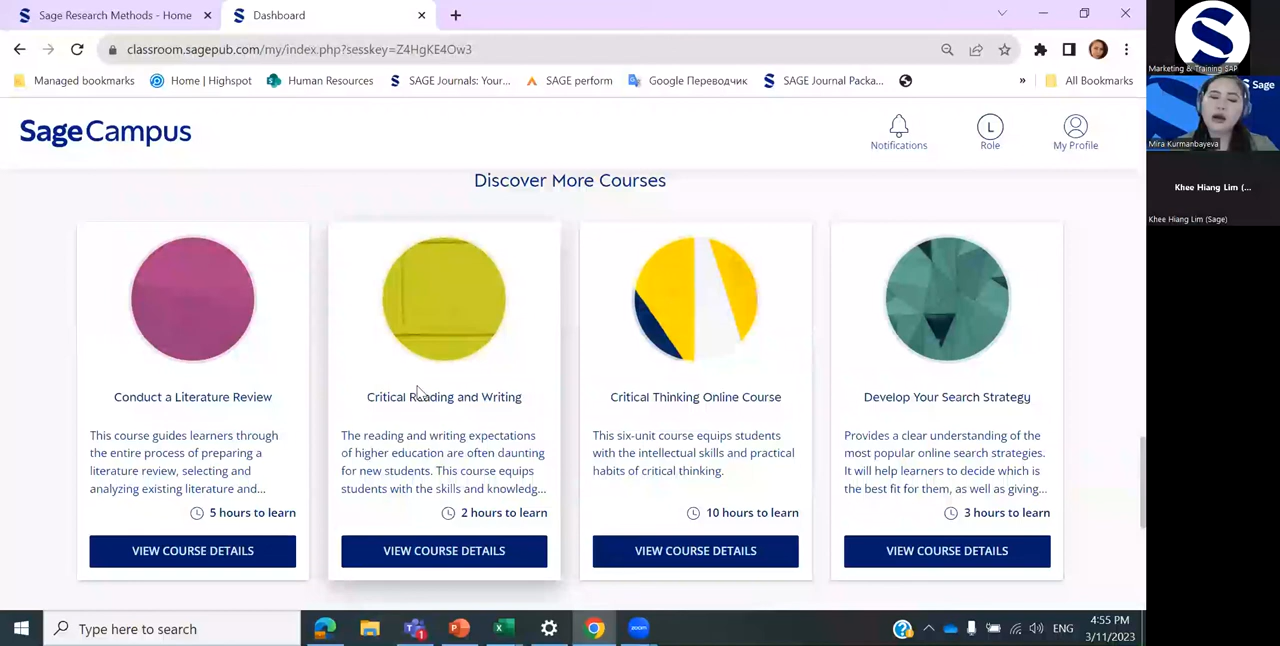 Sage Research Methods - Home
Dashboard
classroom.sagepub.com/my/index.php?sesskey=Z4HgKE4Ow3
Managed bookmarks
Home | Highspot
Human Resources
SAGE Journals
SAGE perform
Google Переводчик
SAGE Journal Packa...
»
All Bookmarks
Sage Campus
Notifications
L
Role
My Profile
Discover More Courses
Conduct a Literature Review
This course guides learners through
the entire process of preparing a
literature review, selecting and
analyzing existing literature and...
5 hours to learn
VIEW COURSE DETAILS
Critical Reading and Writing
The reading and writing expectations
of higher education are often daunting
for new students. This course equips
students with the skills and knowledg...
2 hours to learn
VIEW COURSE DETAILS
Critical Thinking Online Course
This six-unit course equips students
with the intellectual skills and practical
habits of critical thinking.
10 hours to learn
VIEW COURSE DETAILS
Develop Your Search Strategy
Provides a clear understanding of the
most popular online search strategies.
It will help learners to decide which is
the best fit for them, as well as giving...
3 hours to learn
VIEW COURSE DETAILS
Type here to search
zoom
ENG
4:55 PM
3/11/2023
Marketing & Training SAP
Sage
Mira Kurmanbayeva
Khee Hiang Lim (...
Khee Hiang Lim (Sage)